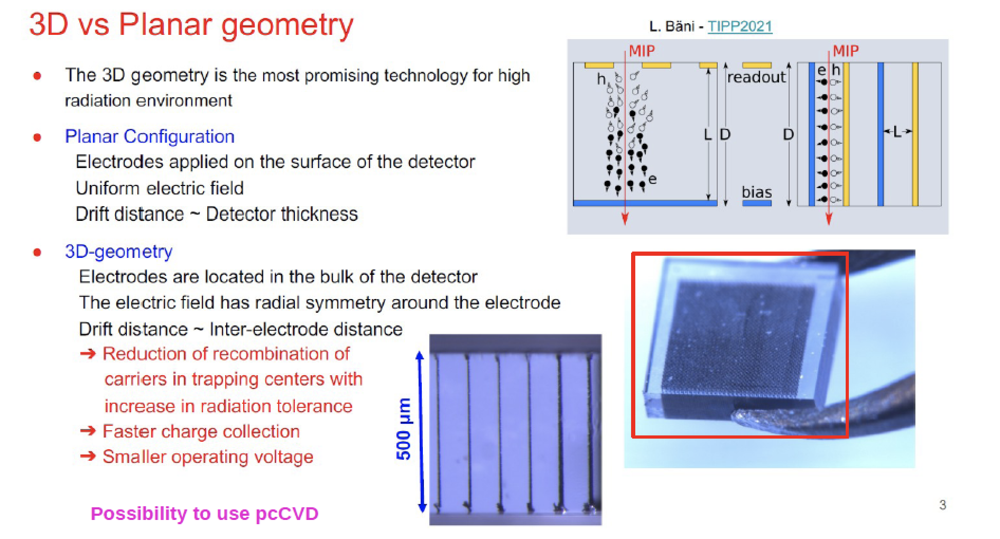 3D vs Planar geometry
L. Bäni - TIPP2021
● The 3D geometry is the most promising technology for high
radiation environment
● Planar Configuration
Electrodes applied on the surface of the detector
Uniform electric field
Drift distance ~ Detector thickness
● 3D-geometry
Electrodes are located in the bulk of the detector
The electric field has radial symmetry around the electrode
Drift distance ~ Inter-electrode distance
➔ Reduction of recombination of
carriers in trapping centers with
increase in radiation tolerance
➔ Faster charge collection
➔ Smaller operating voltage
Possibility to use pcCVD
MIP
h
e
L
D
readout
bias
MIP
e h
D
L
500 µm
3